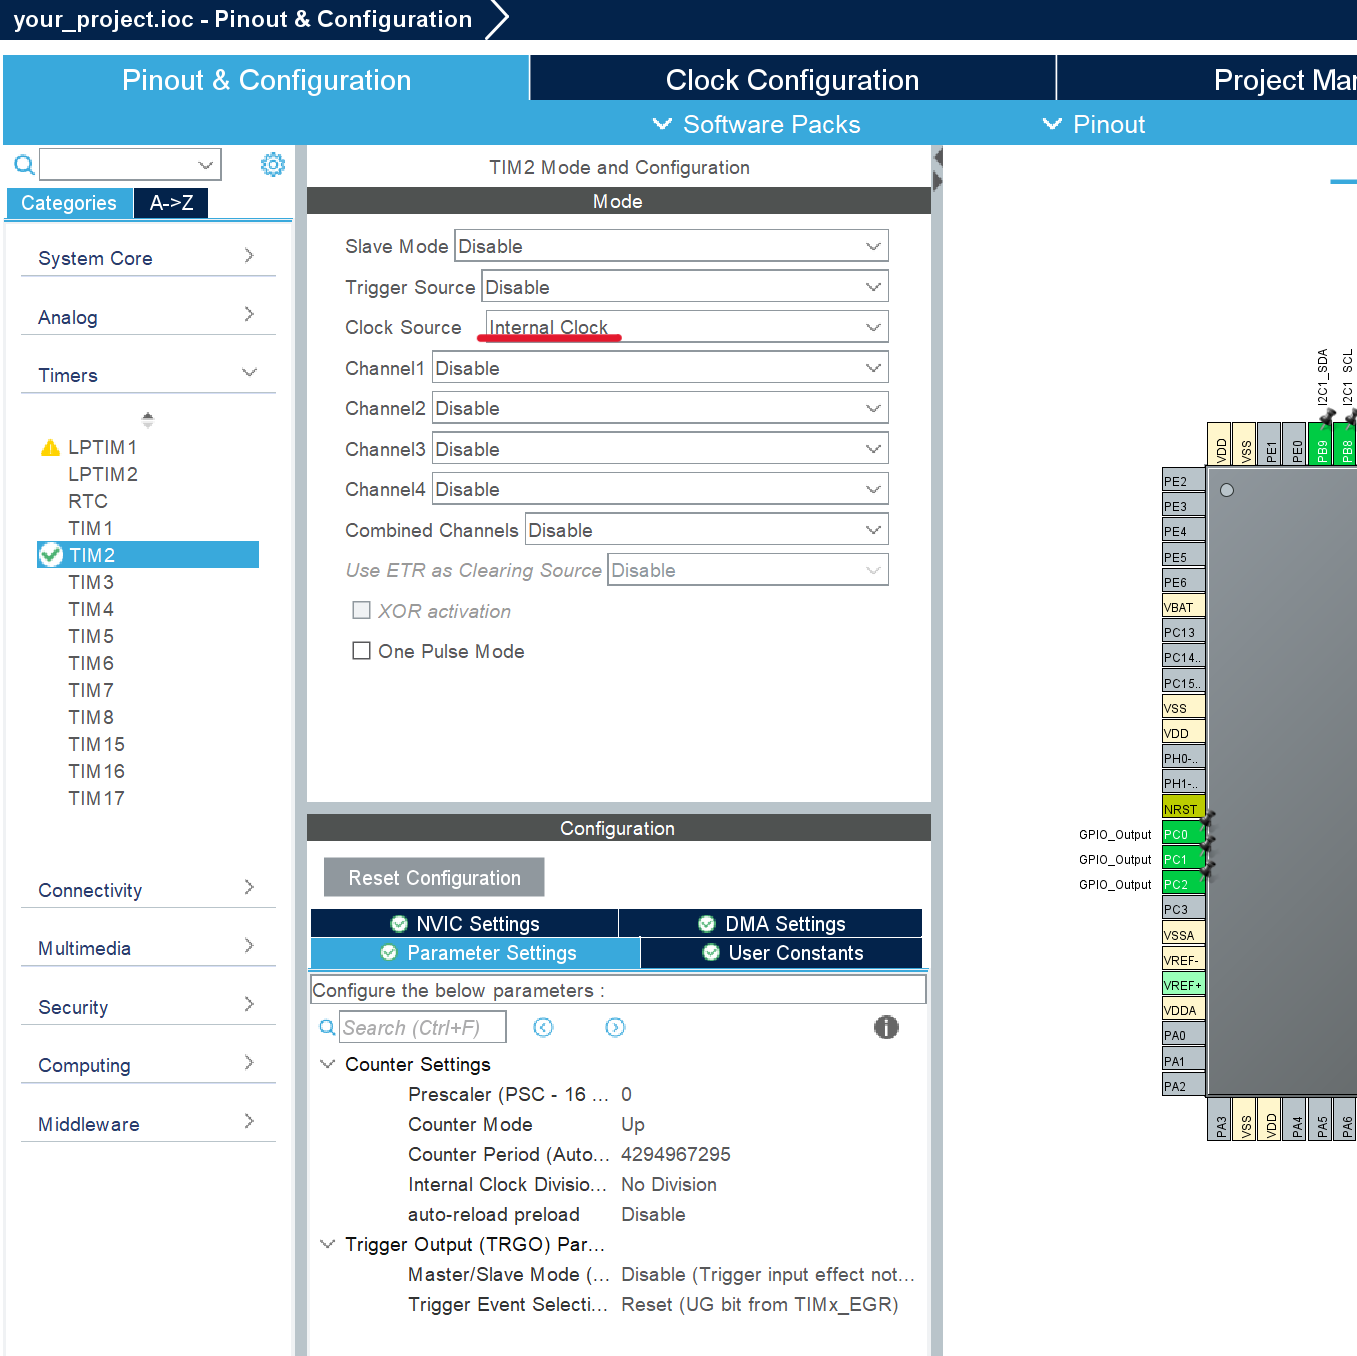 your_project.ioc - Pinout & Configuration
Pinout & Configuration
Clock Configuration
Project Mar
Software Packs
Pinout
Categories
A->Z
System Core
Analog
Timers
LPTIM1
LPTIM2
RTC
TIM1
TIM2
TIM3
TIM4
TIM5
TIM6
TIM7
TIM8
TIM15
TIM16
TIM17
Connectivity
Multimedia
Security
Computing
Middleware
TIM2 Mode and Configuration
Mode
Slave Mode Disable
Trigger Source Disable
Clock Source Internal Clock
Channel1 Disable
Channel2 Disable
Channel3 Disable
Channel4 Disable
Combined Channels Disable
Use ETR as Clearing Source Disable
XOR activation
One Pulse Mode
Configuration
Reset Configuration
NVIC Settings
DMA Settings
Parameter Settings
User Constants
Configure the below parameters :
Search (Ctrl+F)
Counter Settings
Prescaler (PSC - 16 ... 0
Counter Mode Up
Counter Period (Auto... 4294967295
Internal Clock Divisio... No Division
auto-reload preload Disable
Trigger Output (TRGO) Par...
Master/Slave Mode (... Disable (Trigger input effect not...
Trigger Event Selecti... Reset (UG bit from TIMx_EGR)
I2C1_SDA
I2C1_SCL
VDD
VSS
PE1
PE0
PB9
PB8
PE2
PE3
PE4
PE5
PE6
VBAT
PC13
PC14..
PC15..
VSS
VDD
PH0-..
PH1-..
NRST
GPIO_Output PC0
GPIO_Output PC1
GPIO_Output PC2
PC3
VSSA
VREF-
VREF+
VDDA
PA0
PA1
PA2
PA3
VSS
VDD
PA4
PA5
PA6